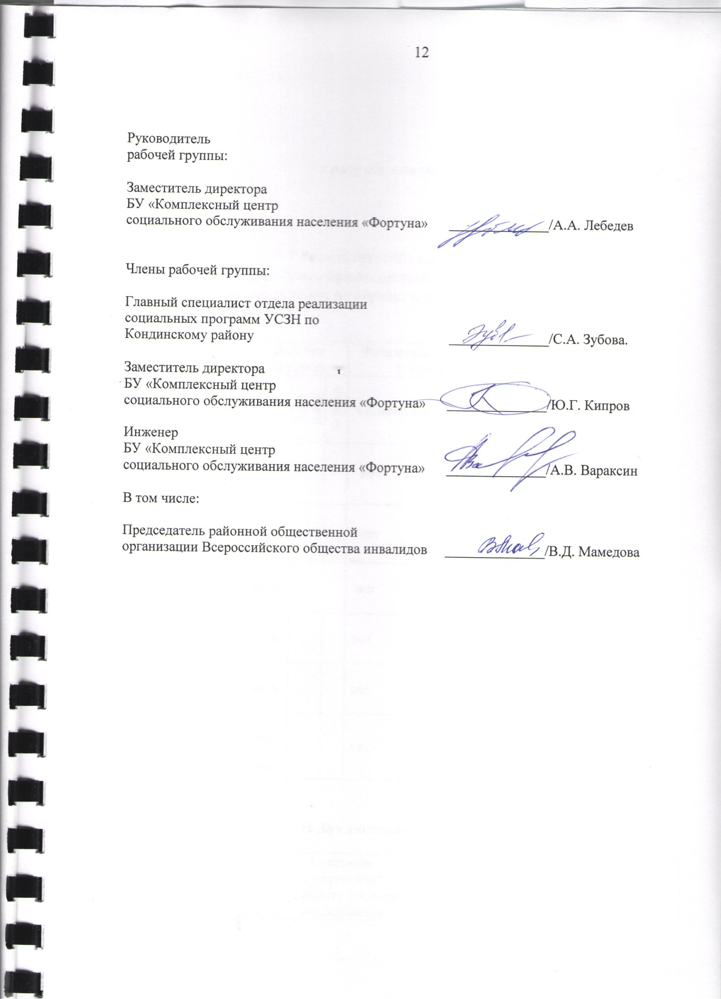 12
Руководитель
рабочей группы:
Заместитель директора
БУ «Комплексный центр
социального обслуживания населения «Фортуна» ______________/А.А. Лебедев
Члены рабочей группы:
Главный специалист отдела реализации
социальных программ УСЗН по
Кондинскому району ______________/С.А. Зубова.
Заместитель директора
БУ «Комплексный центр
социального обслуживания населения «Фортуна» ______________/Ю.Г. Кипров
Инженер
БУ «Комплексный центр
социального обслуживания населения «Фортуна» ______________/А.В. Вараксин
В том числе:
Председатель районной общественной
организации Всероссийского общества инвалидов ______________/В.Д. Мамедова